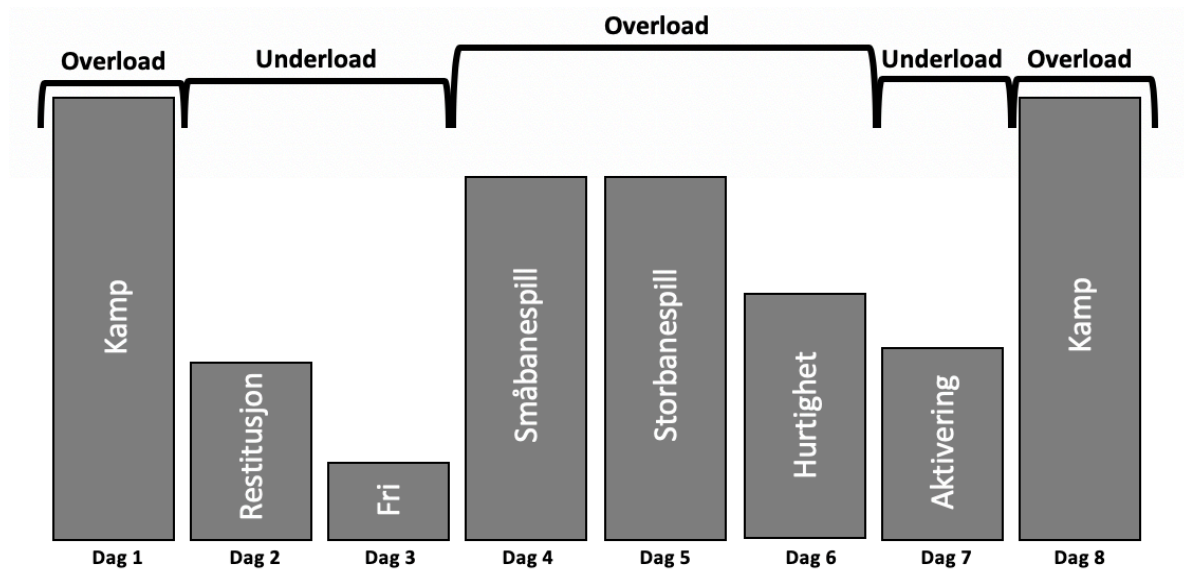 Overload
Overload
Underload
Underload
Overload
Kamp
Restitusjon
Fri
Småbanespill
Storbanespill
Hurtighet
Aktivering
Kamp
Dag 1
Dag 2
Dag 3
Dag 4
Dag 5
Dag 6
Dag 7
Dag 8